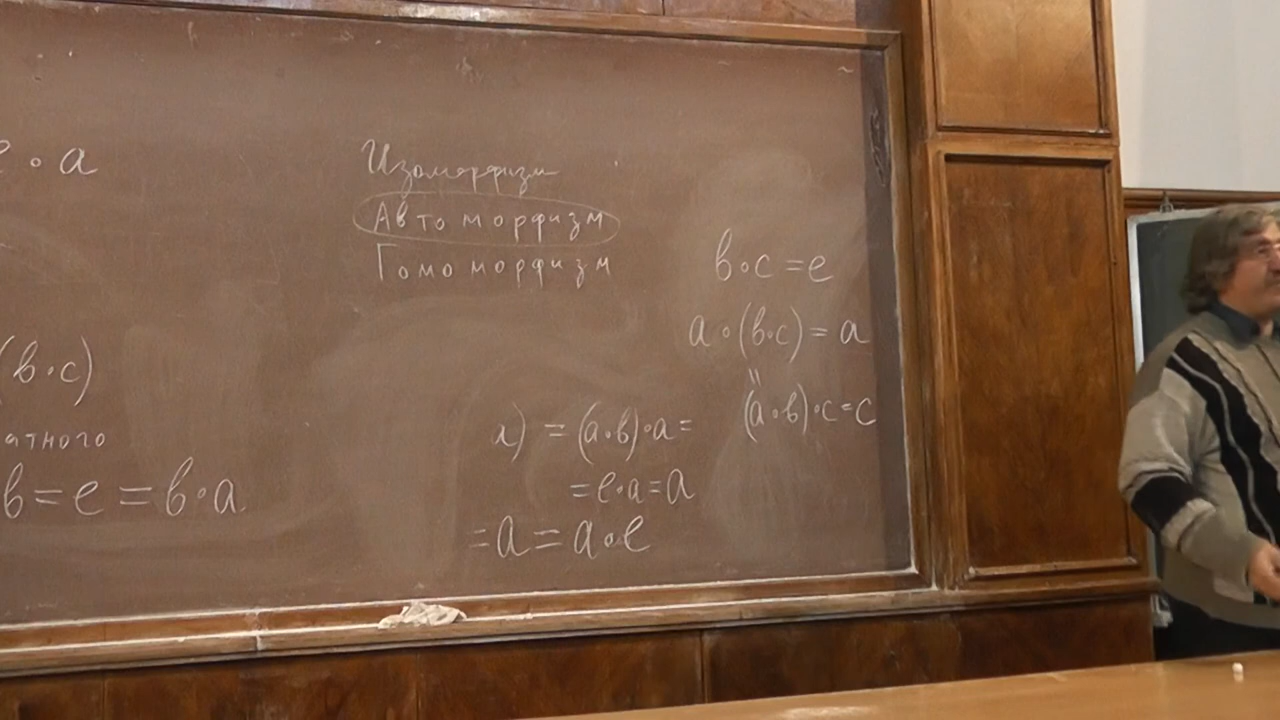 e ∘ a
(в∘с)
атного
в = e = в∘a
Изоморфизм
Автоморфизм
Гомоморфизм
a) = (a∘в)∘a =
= e∘a = a
= a = a∘e
в∘с = e
a∘(в∘с) = a
"
(a∘в)∘с = с